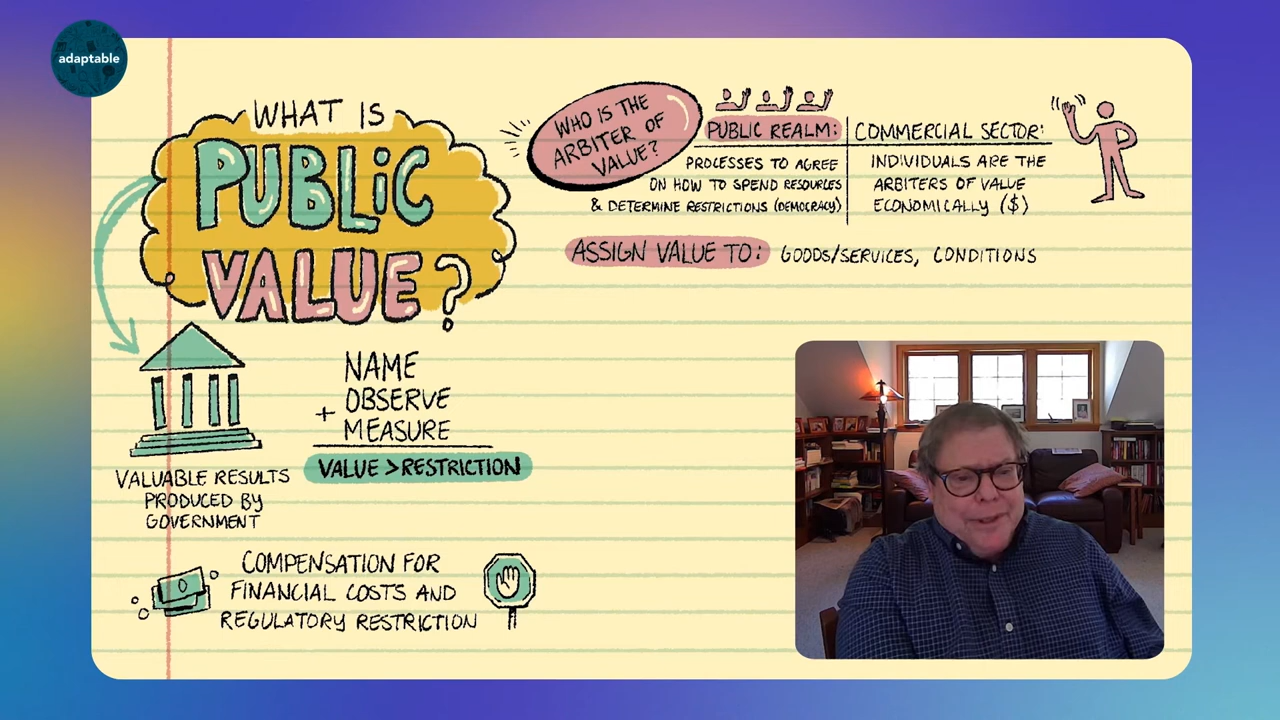 adaptable
WHAT IS
PUBLIC
VALUE?
VALUABLE RESULTS
PRODUCED BY
GOVERNMENT
NAME
OBSERVE
+ MEASURE
VALUE > RESTRICTION
COMPENSATION FOR
FINANCIAL COSTS AND
REGULATORY RESTRICTION
WHO IS THE
ARBITER OF
VALUE?
PUBLIC REALM:
PROCESSES TO AGREE
ON HOW TO SPEND RESOURCES
& DETERMINE RESTRICTIONS (DEMOCRACY)
COMMERCIAL SECTOR:
INDIVIDUALS ARE THE
ARBITERS OF VALUE
ECONOMICALLY ($)
ASSIGN VALUE TO: GOODS/SERVICES, CONDITIONS